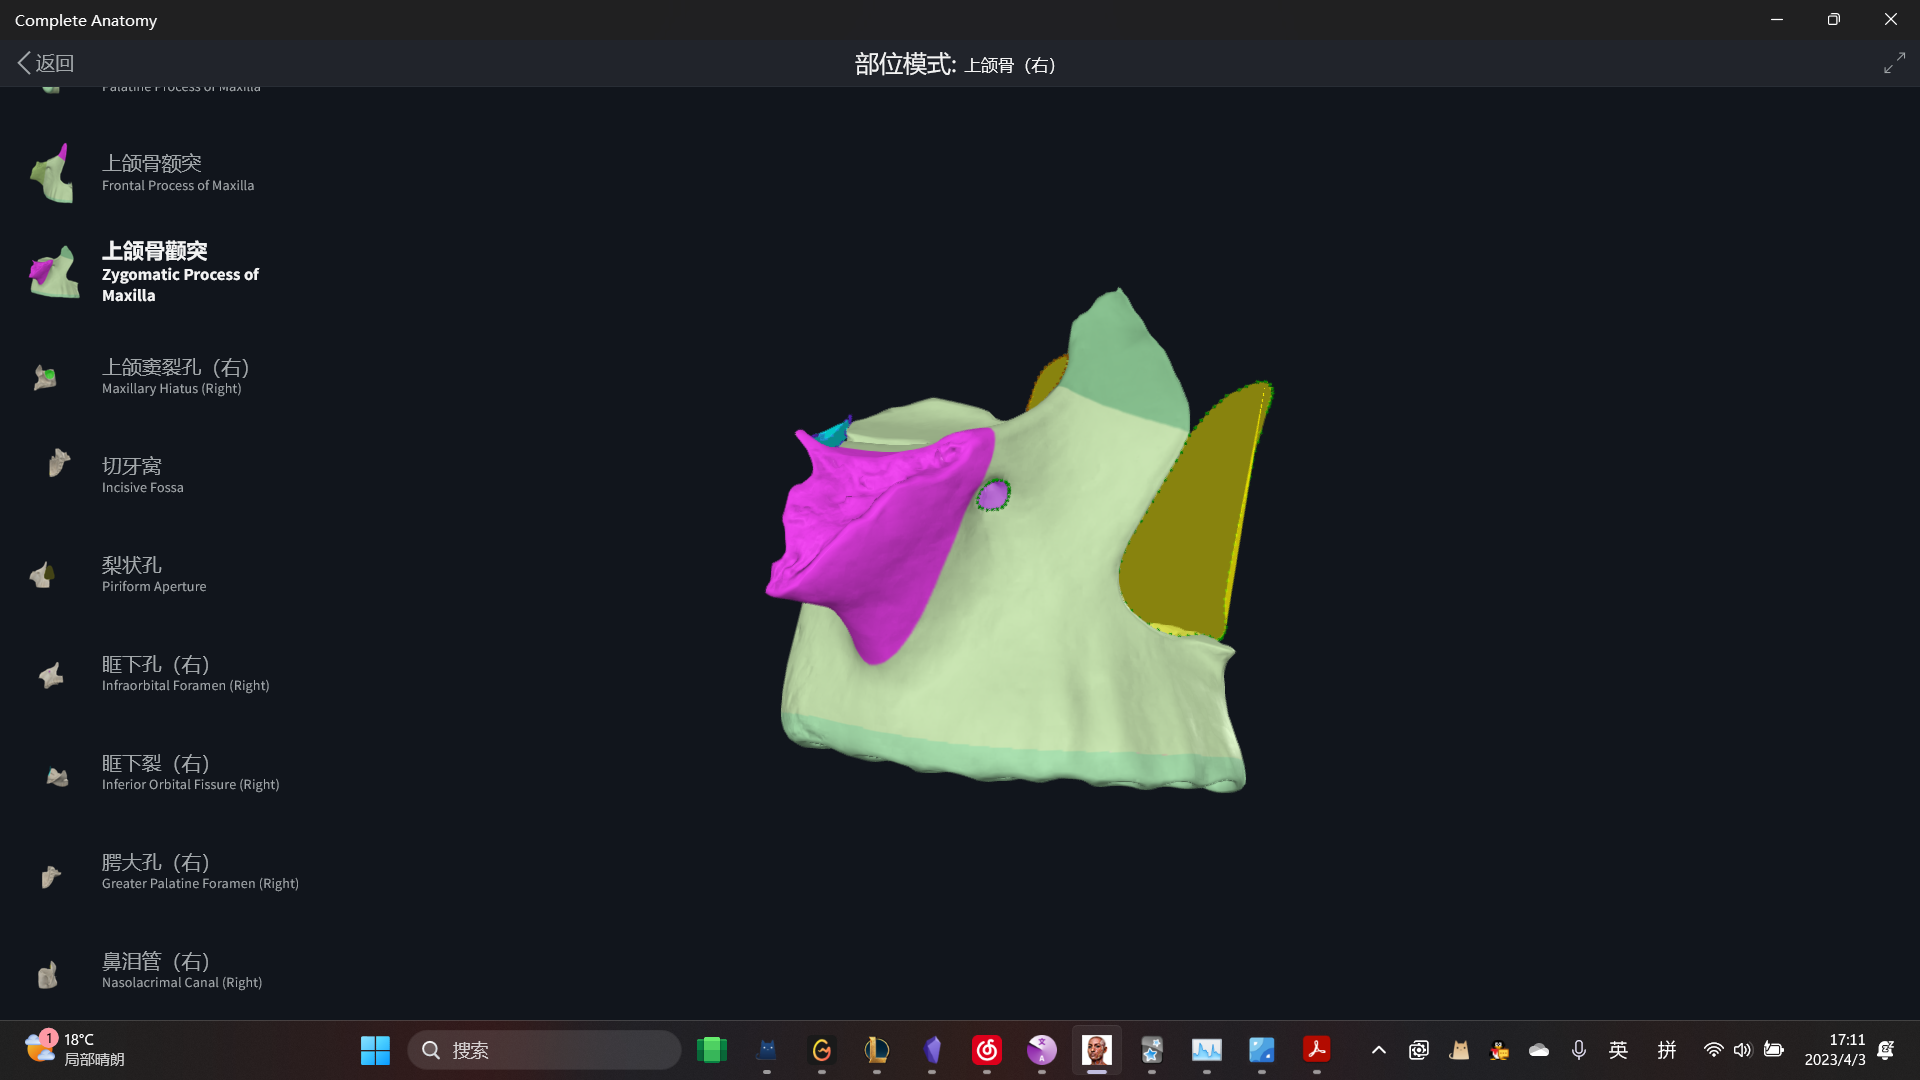 Complete Anatomy
返回
部位模式: 上颌骨（右）
Palatine Process of Maxilla
上颌骨额突
Frontal Process of Maxilla
上颌骨颧突
Zygomatic Process of
Maxilla
上颌窦裂孔（右）
Maxillary Hiatus (Right)
切牙窝
Incisive Fossa
梨状孔
Piriform Aperture
眶下孔（右）
Infraorbital Foramen (Right)
眶下裂（右）
Inferior Orbital Fissure (Right)
腭大孔（右）
Greater Palatine Foramen (Right)
鼻泪管（右）
Nasolacrimal Canal (Right)
1
18°C
局部晴朗
搜索
英
拼
17:11
2023/4/3